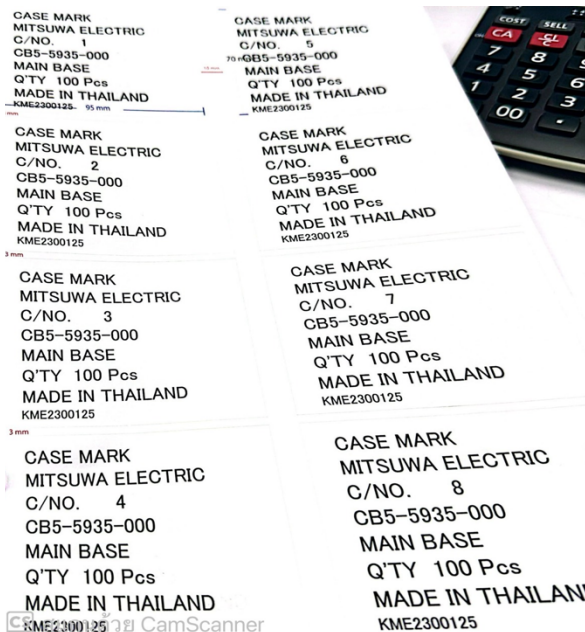 CASE MARK
MITSUWA ELECTRIC
C/NO. 1
CB5-5935-000
MAIN BASE
Q'TY 100 Pcs
MADE IN THAILAND
KME2300125
95 mm
CASE MARK
MITSUWA ELECTRIC
C/NO. 5
70 m
CB5-5935-000
MAIN BASE
Q'TY 100 Pcs
MADE IN THAILAND
KME2300125
mm
CASE MARK
MITSUWA ELECTRIC
C/NO. 2
CB5-5935-000
MAIN BASE
Q'TY 100 Pcs
MADE IN THAILAND
KME2300125
CASE MARK
MITSUWA ELECTRIC
C/NO. 6
CB5-5935-000
MAIN BASE
Q'TY 100 Pcs
MADE IN THAILAND
KME2300125
3 mm
CASE MARK
MITSUWA ELECTRIC
C/NO. 3
CB5-5935-000
MAIN BASE
Q'TY 100 Pcs
MADE IN THAILAND
KME2300125
CASE MARK
MITSUWA ELECTRIC
C/NO. 7
CB5-5935-000
MAIN BASE
Q'TY 100 Pcs
MADE IN THAILAND
KME2300125
3 mm
CASE MARK
MITSUWA ELECTRIC
C/NO. 4
CB5-5935-000
MAIN BASE
Q'TY 100 Pcs
MADE IN THAILAND
KME2300125
CASE MARK
MITSUWA ELECTRIC
C/NO. 8
CB5-5935-000
MAIN BASE
Q'TY 100 Pcs
MADE IN THAILAND
KME2300125
COST SELL
CA CE C
7 8
4 5 6
1 2 3
00 .
CS CamScanner